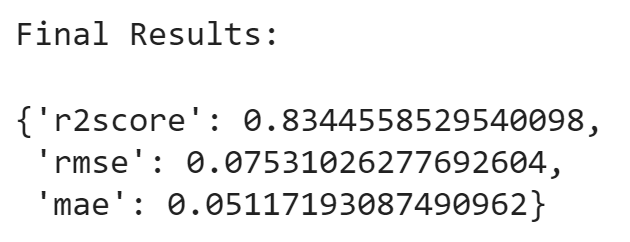 Final Results:
{'r2score': 0.8344558529540098,
'rmse': 0.07531026277692604,
'mae': 0.05117193087490962}